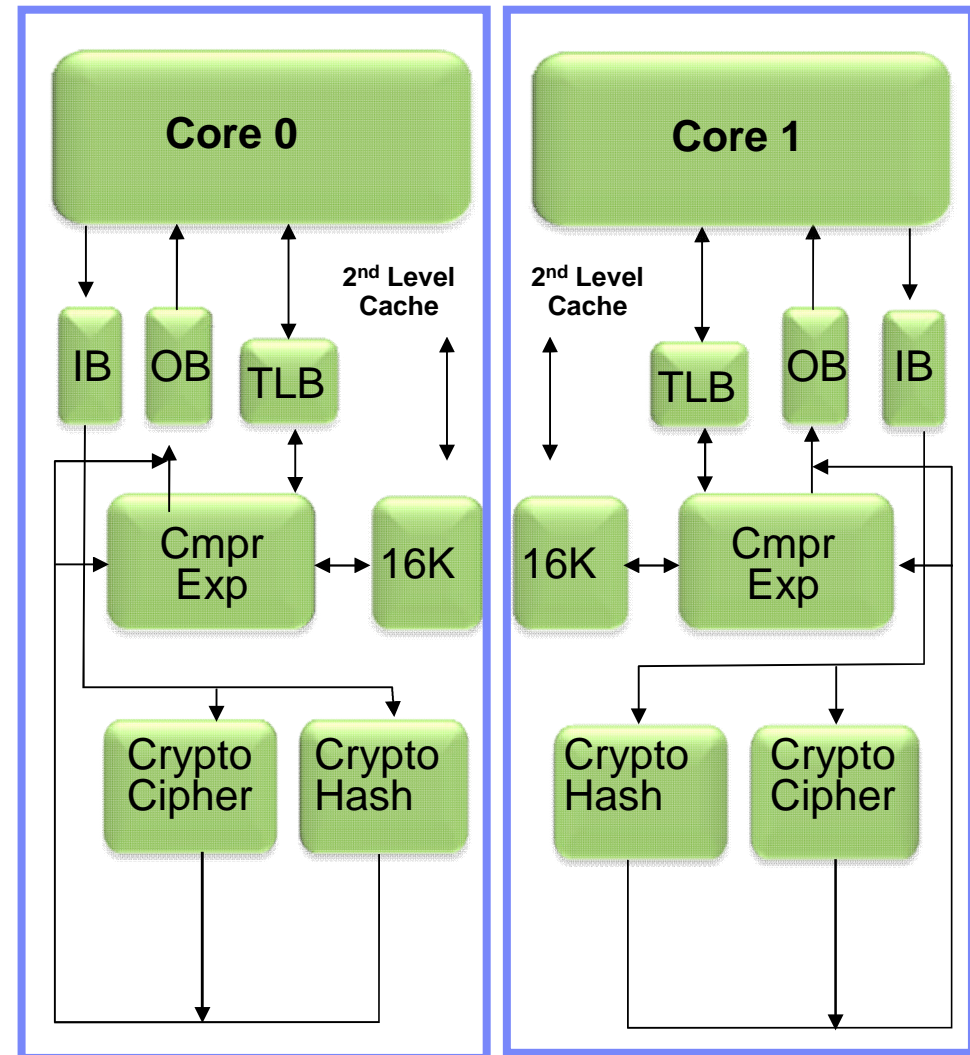 Core 0
2nd Level
Cache
IB
OB
TLB
Cmpr
Exp
16K
Crypto
Cipher
Crypto
Hash
Core 1
2nd Level
Cache
TLB
OB
IB
16K
Cmpr
Exp
Crypto
Hash
Crypto
Cipher